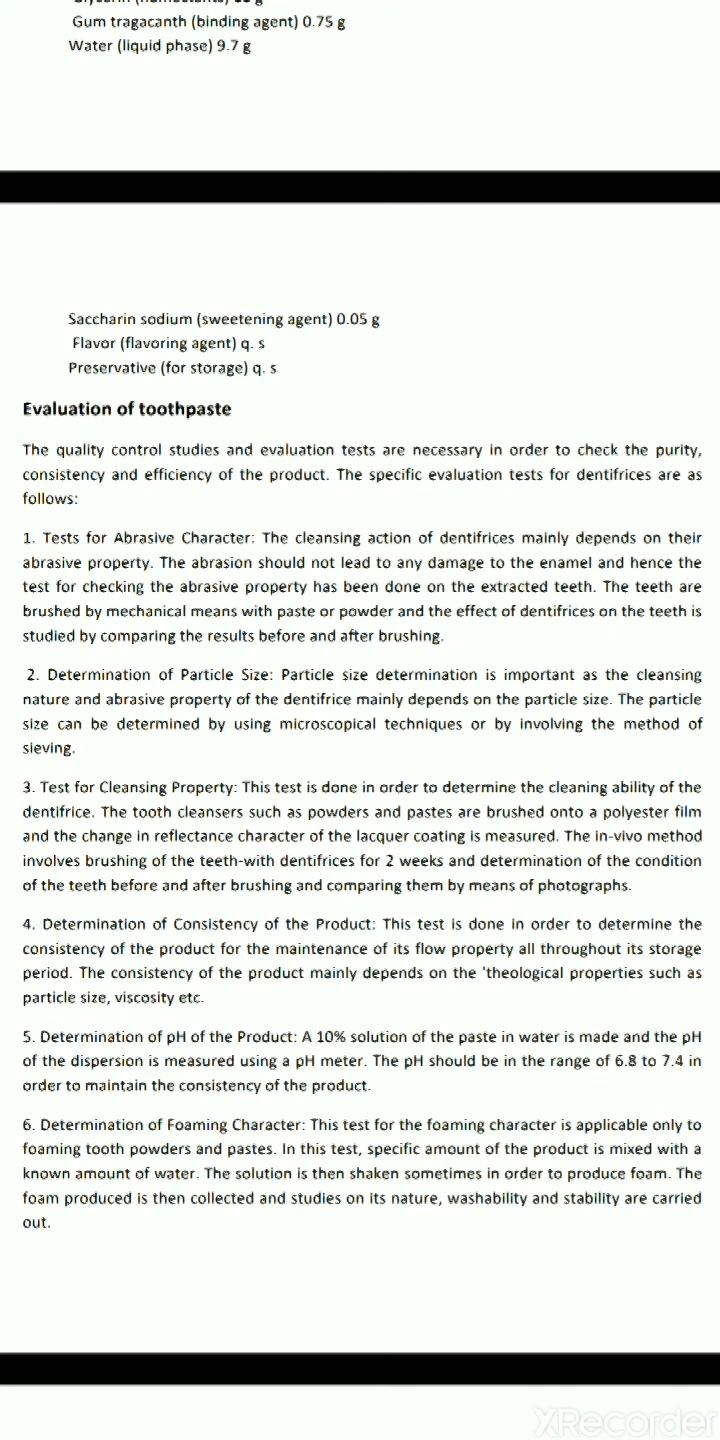 Gum tragacanth (binding agent) 0.75 g
Water (liquid phase) 9.7 g
Saccharin sodium (sweetening agent) 0.05 g
Flavor (flavoring agent) q. s
Preservative (for storage) q. s
Evaluation of toothpaste
The quality control studies and evaluation tests are necessary in order to check the purity,
consistency and efficiency of the product. The specific evaluation tests for dentifrices are as
follows:
1. Tests for Abrasive Character: The cleansing action of dentifrices mainly depends on their
abrasive property. The abrasion should not lead to any damage to the enamel and hence the
test for checking the abrasive property has been done on the extracted teeth. The teeth are
brushed by mechanical means with paste or powder and the effect of dentifrices on the teeth is
studied by comparing the results before and after brushing.
2. Determination of Particle Size: Particle size determination is important as the cleansing
nature and abrasive property of the dentifrice mainly depends on the particle size. The particle
size can be determined by using microscopical techniques or by involving the method of
sieving.
3. Test for Cleansing Property: This test is done in order to determine the cleaning ability of the
dentifrice. The tooth cleansers such as powders and pastes are brushed onto a polyester film
and the change in reflectance character of the lacquer coating is measured. The in-vivo method
involves brushing of the teeth-with dentifrices for 2 weeks and determination of the condition
of the teeth before and after brushing and comparing them by means of photographs.
4. Determination of Consistency of the Product: This test is done in order to determine the
consistency of the product for the maintenance of its flow property all throughout its storage
period. The consistency of the product mainly depends on the 'theological properties such as
particle size, viscosity etc.
5. Determination of pH of the Product: A 10% solution of the paste in water is made and the pH
of the dispersion is measured using a pH meter. The pH should be in the range of 6.8 to 7.4 in
order to maintain the consistency of the product.
6. Determination of Foaming Character: This test for the foaming character is applicable only to
foaming tooth powders and pastes. In this test, specific amount of the product is mixed with a
known amount of water. The solution is then shaken sometimes in order to produce foam. The
foam produced is then collected and studies on its nature, washability and stability are carried
out.
XRecorder